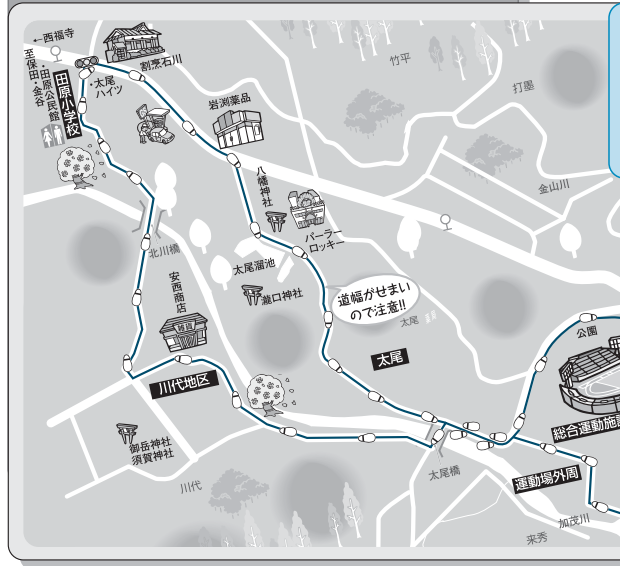 ←西福寺
至保田・金谷
・田原公民館
田原小学校
・太尾
ハイツ
割烹石川
岩渕薬品
竹平
打墨
金山川
八幡神社
パーラー
ロッキー
北川橋
太尾溜池
瀧口神社
安西商店
道幅がせまい
ので注意!!
太尾
太尾
公園
川代地区
総合運動施設
御岳神社
須賀神社
川代
太尾橋
運動場外周
加茂川
来秀